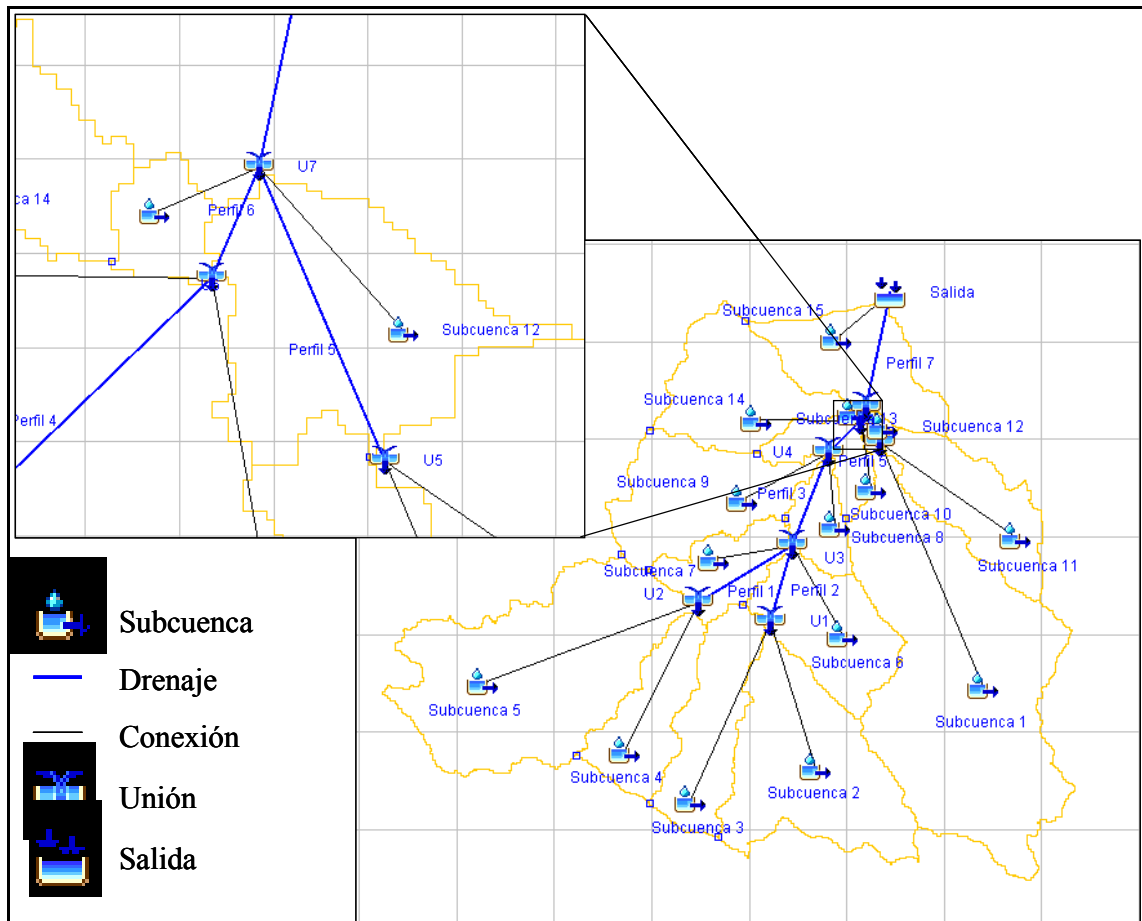 U7
ca 14
Perfil 6
Subcuenca 12
Perfil 5
Perfil 4
U5
Salida
Subcuenca 15
Perfil 7
Subcuenca 14
Subcuenca 12
U4
Perfil 5
Subcuenca 9
Perfil 3
Subcuenca 10
Subcuenca 8
U3
Subcuenca 11
Subcuenca 7
U2
Perfil 1
Perfil 2
U1
Subcuenca 6
Subcuenca 5
Subcuenca 1
Subcuenca 4
Subcuenca 2
Subcuenca 3
Subcuenca
Drenaje
Conexión
Unión
Salida